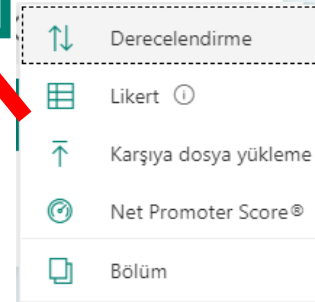 Derecelendirme
Likert
Karşıya dosya yükleme
Net Promoter Score®
Bölüm